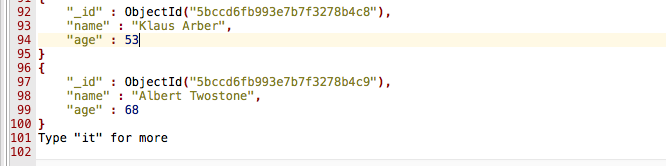 92 "_id" : ObjectId("5bccd6fb993e7b7f3278b4c8"),
93 "name" : "Klaus Arber",
94 "age" : 53
95 }
96 {
97 "_id" : ObjectId("5bccd6fb993e7b7f3278b4c9"),
98 "name" : "Albert Twostone",
99 "age" : 68
100 }
101 Type "it" for more
102